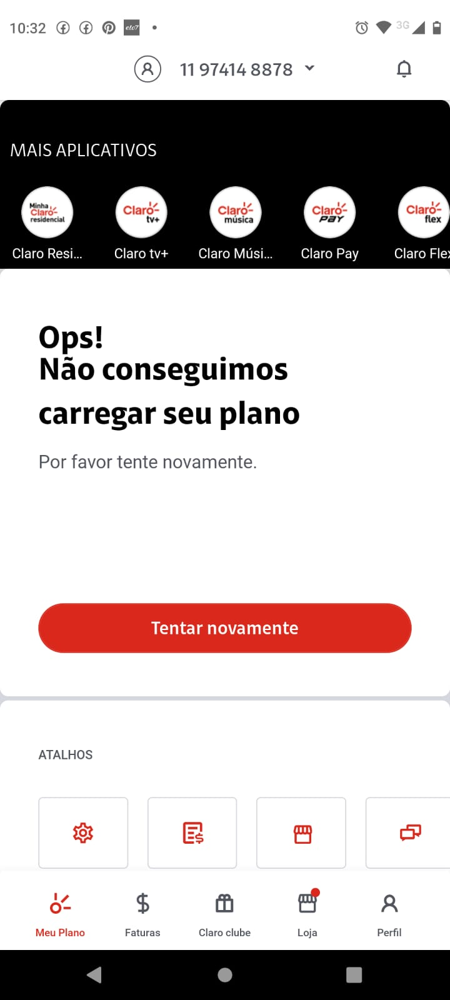 10:32
eto7
3G
11 97414 8878
MAIS APLICATIVOS
Minha
Claro
residencial
Claro
tv+
Claro
música
Claro
pay
Claro
flex
Claro Resi...
Claro tv+
Claro Músi...
Claro Pay
Claro Flex
Ops!
Não conseguimos
carregar seu plano
Por favor tente novamente.
Tentar novamente
ATALHOS
Meu Plano
Faturas
Claro clube
Loja
Perfil